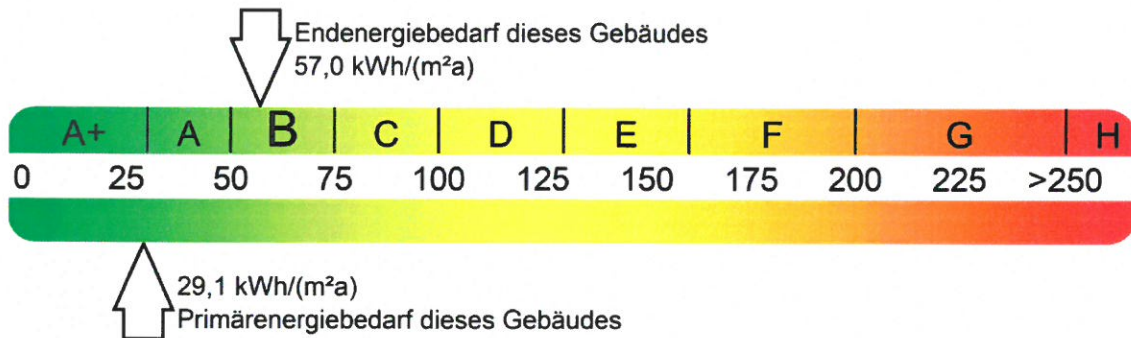 Endenergiebedarf dieses Gebäudes
57,0 kWh/(m²a)
A+ A B C D E F G H
0 25 50 75 100 125 150 175 200 225 >250
29,1 kWh/(m²a)
Primärenergiebedarf dieses Gebäudes